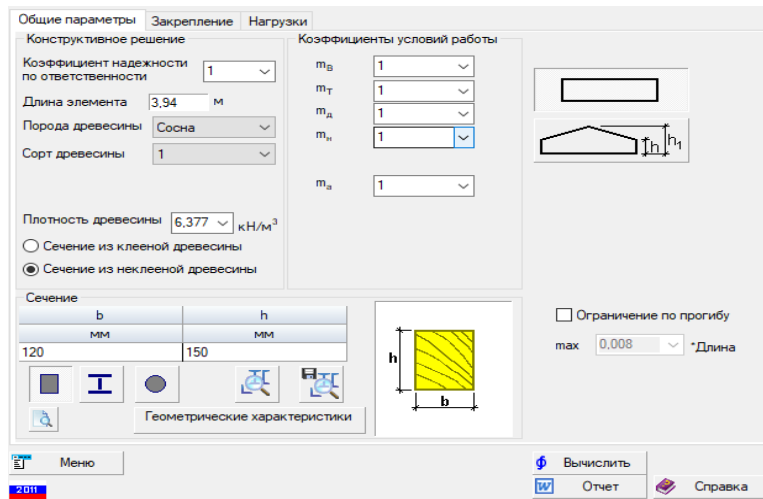 Общие параметры Закрепление Нагрузки
Конструктивное решение
Коэффициент надежности
по ответственности
1
Длина элемента 3,94 м
Порода древесины Сосна
Сорт древесины 1
Плотность древесины 6,377 кН/м³
Сечение из клееной древесины
Сечение из неклееной древесины
Коэффициенты условий работы
mВ 1
mТ 1
mд 1
mн 1
mа 1
h h1
Сечение
b h
мм мм
120 150
Геометрические характеристики
h
b
Ограничение по прогибу
max 0,008 *Длина
Меню
2011
Вычислить
Отчет Справка